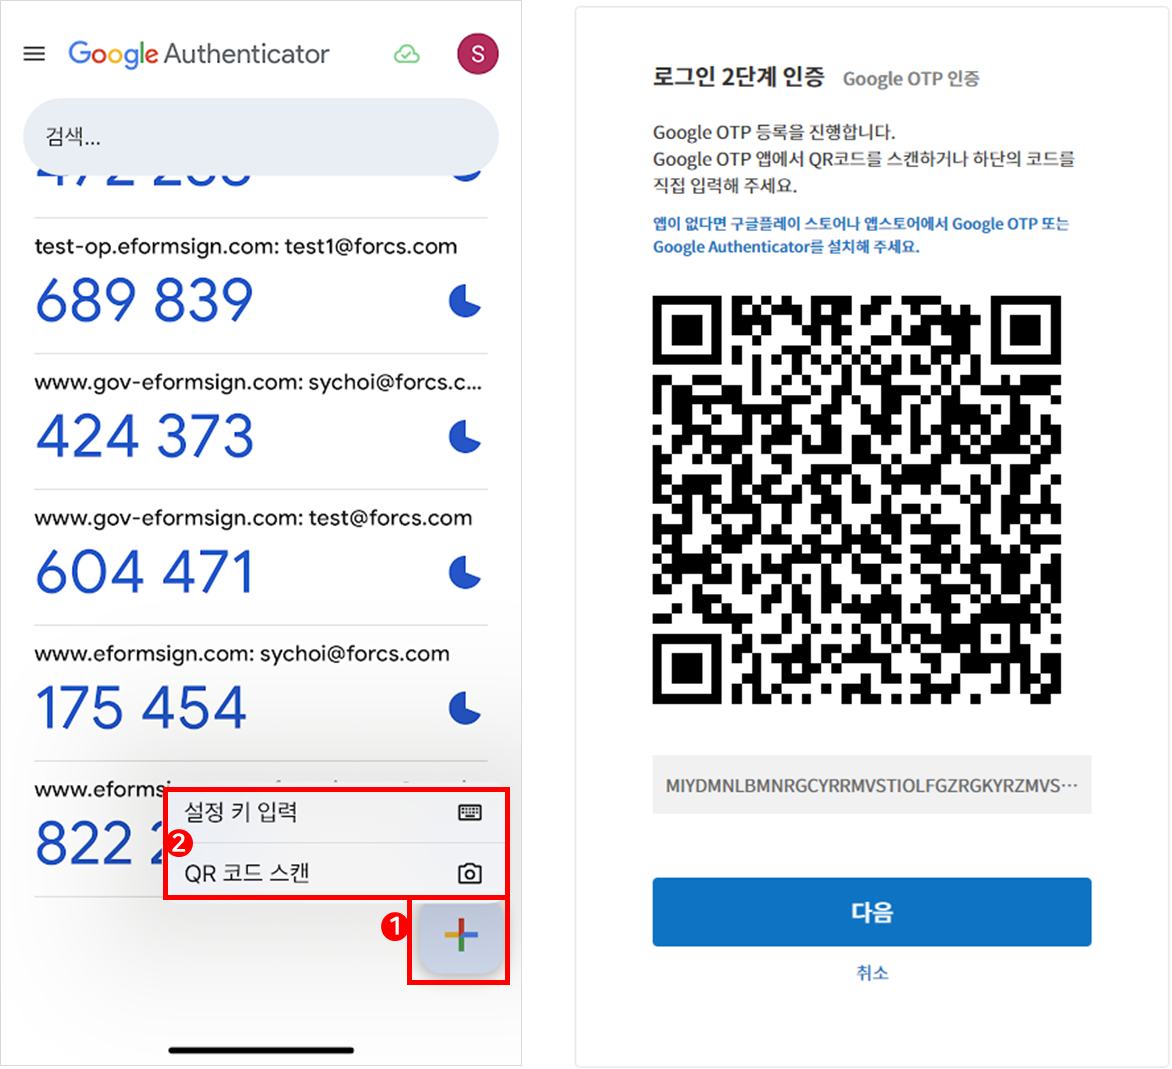 Google Authenticator
S
검색...
test-op.eformsign.com: test1@forcs.com
689 839
www.gov-eformsign.com: sychoi@forcs.c...
424 373
www.gov-eformsign.com: test@forcs.com
604 471
www.eformsign.com: sychoi@forcs.com
175 454
www.eforms
822
설정 키 입력
2
QR 코드 스캔
1
로그인 2단계 인증 Google OTP 인증
Google OTP 등록을 진행합니다.
Google OTP 앱에서 QR코드를 스캔하거나 하단의 코드를
직접 입력해 주세요.
앱이 없다면 구글플레이 스토어나 앱스토어에서 Google OTP 또는
Google Authenticator를 설치해 주세요.
MIYDMNLBMNRGCYRRMVSTIOLFGZRGKYRZMVS···
다음
취소